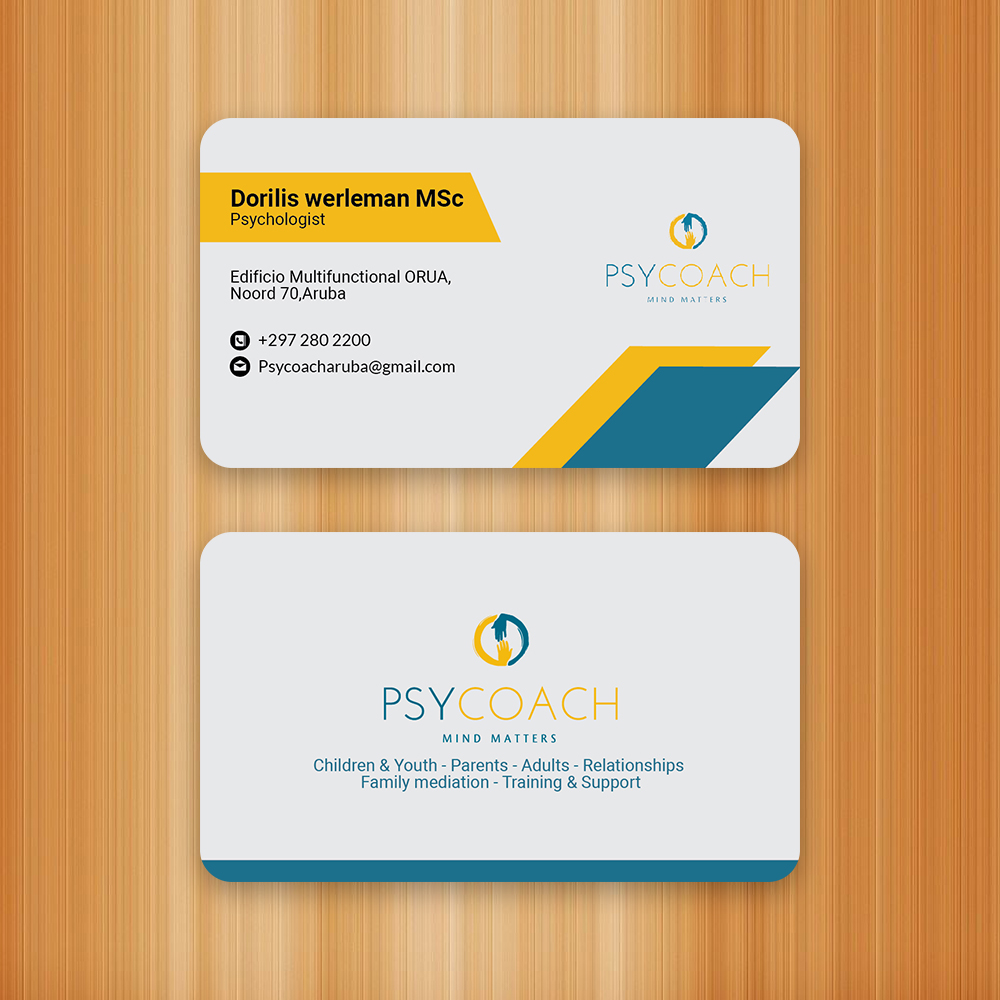 Dorilis werleman MSc
Psychologist
Edificio Multifunctional ORUA,
Noord 70,Aruba
+297 280 2200
Psycoacharuba@gmail.com
PSYCOACH
MIND MATTERS
PSYCOACH
MIND MATTERS
Children & Youth - Parents - Adults - Relationships
Family mediation - Training & Support